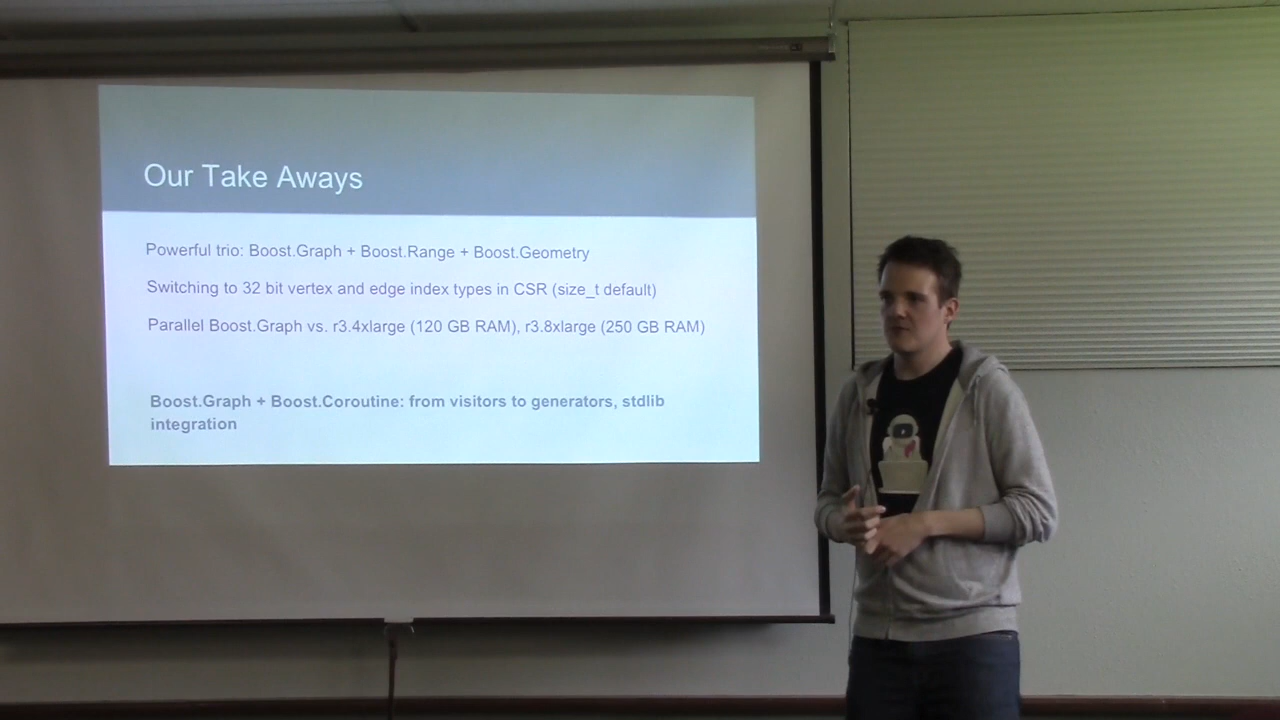 Our Take Aways
Powerful trio: Boost.Graph + Boost.Range + Boost.Geometry
Switching to 32 bit vertex and edge index types in CSR (size_t default)
Parallel Boost.Graph vs. r3.4xlarge (120 GB RAM), r3.8xlarge (250 GB RAM)
Boost.Graph + Boost.Coroutine: from visitors to generators, stdlib
integration